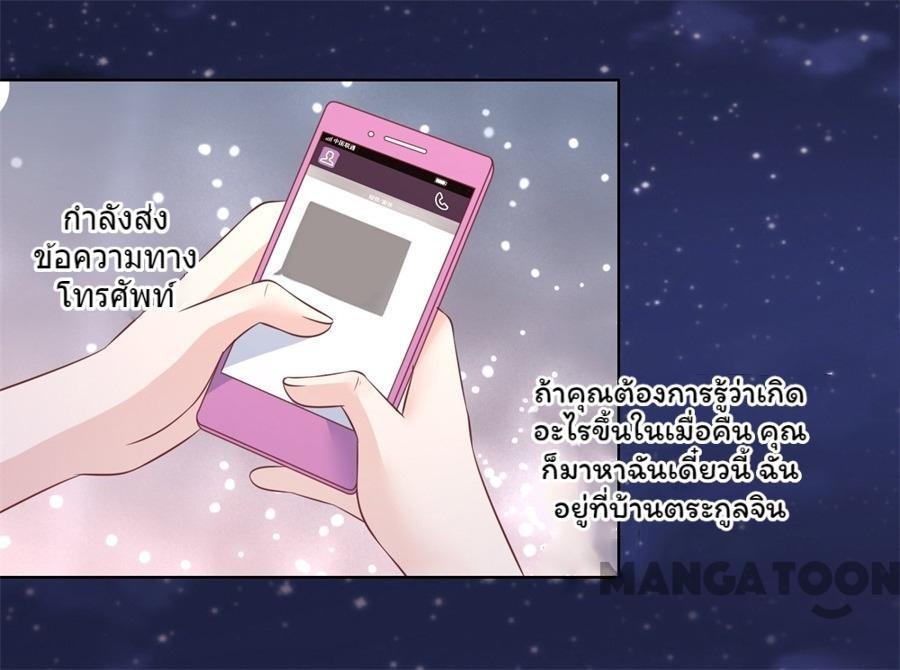 中国联通
กำลังส่ง
ข้อความทาง
โทรศัพท์
ถ้าคุณต้องการรู้ว่าเกิด
อะไรขึ้นในเมื่อคืน คุณ
ก็มาหาฉันเดี๋ยวนี้ ฉัน
อยู่ที่บ้านตระกูลจิน
MANGATOON